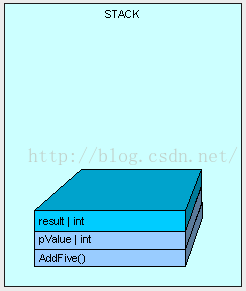 STACK
http://blog.csdn.net/
result | int
pValue | int
AddFive()